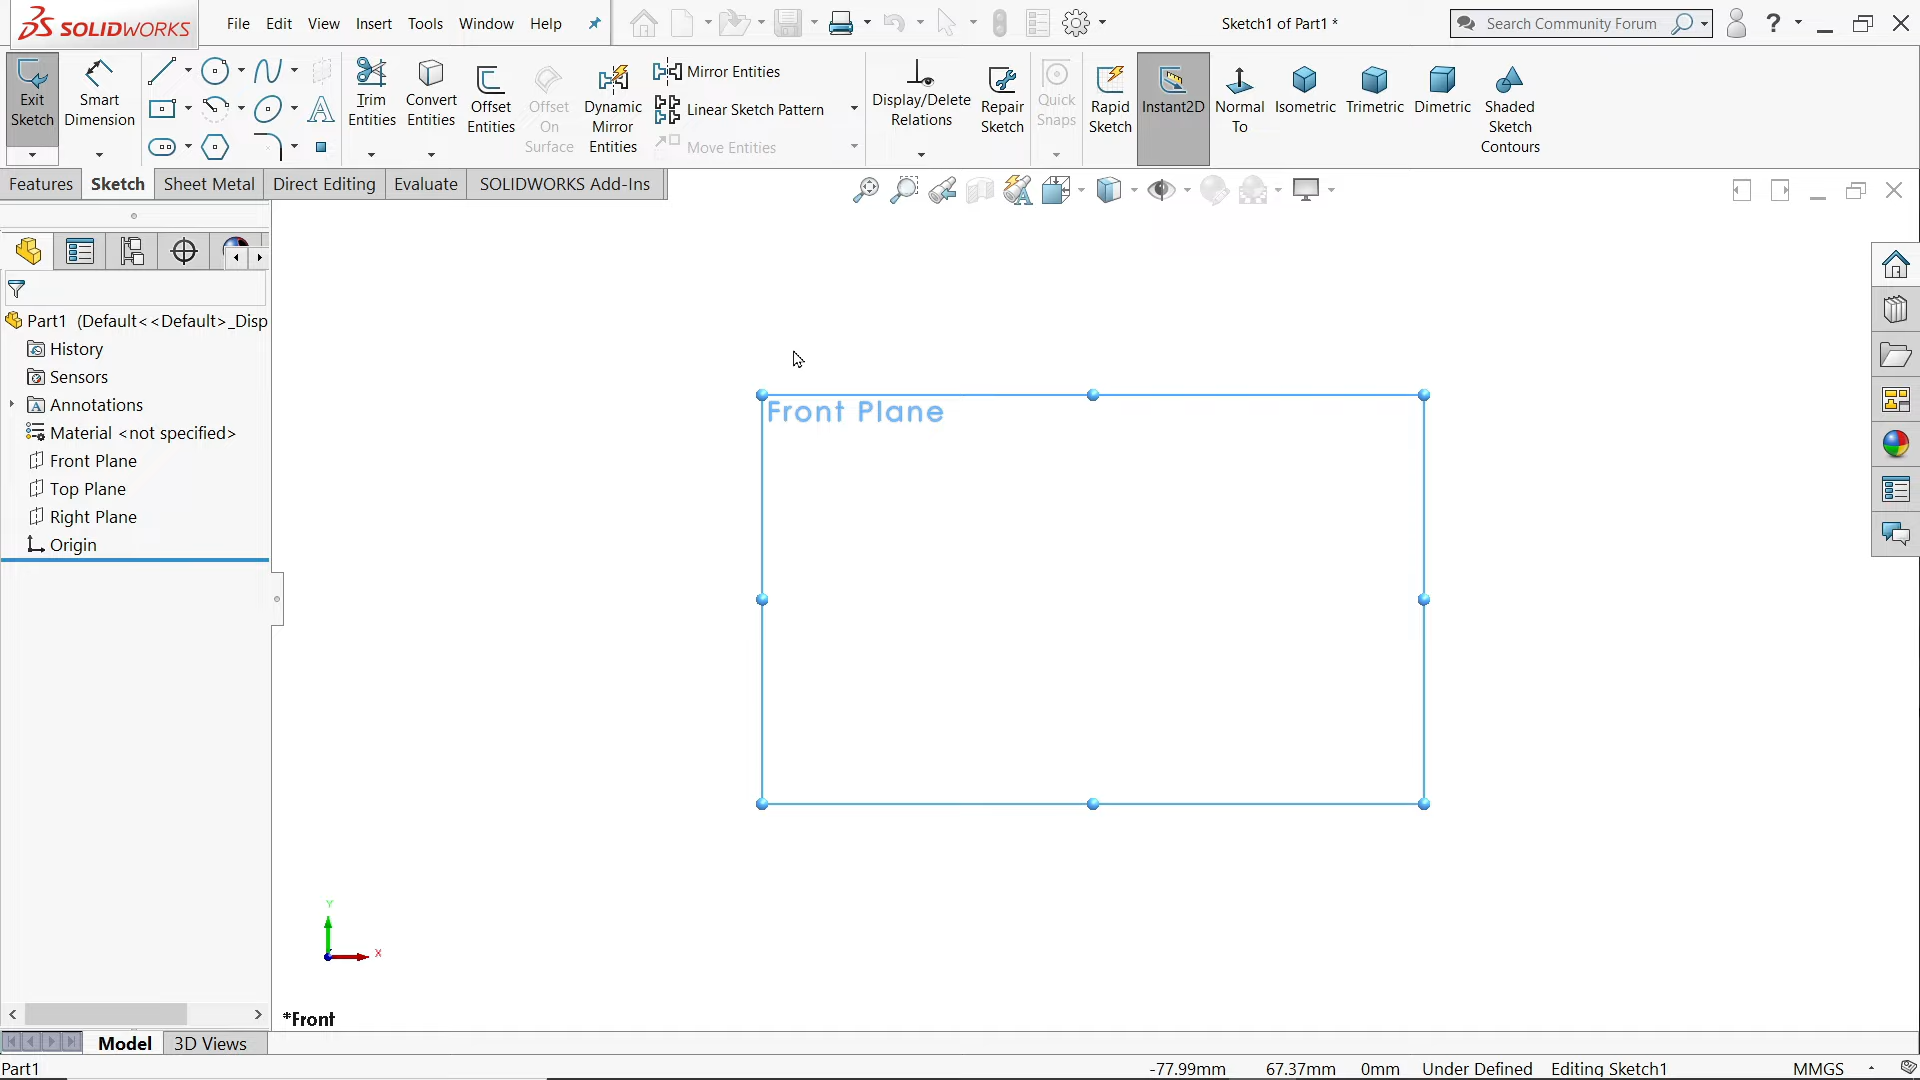 SOLIDWORKS
File Edit View Insert Tools Window Help
Sketch1 of Part1 *
Search Community Forum
?
Exit Sketch
Smart Dimension
Trim Entities
Convert Entities
Offset Entities
Offset On Surface
Dynamic Mirror Entities
Mirror Entities
Linear Sketch Pattern
Move Entities
Display/Delete Relations
Repair Sketch
Quick Snaps
Rapid Sketch
Instant2D
Normal To
Isometric
Trimetric
Dimetric
Shaded Sketch Contours
Features Sketch Sheet Metal Direct Editing Evaluate SOLIDWORKS Add-Ins
Part1 (Default<<Default>_Disp
History
Sensors
Annotations
Material <not specified>
Front Plane
Top Plane
Right Plane
Origin
Front Plane
Y
X
*Front
Model 3D Views
Part1 -77.99mm 67.37mm 0mm Under Defined Editing Sketch1 MMGS